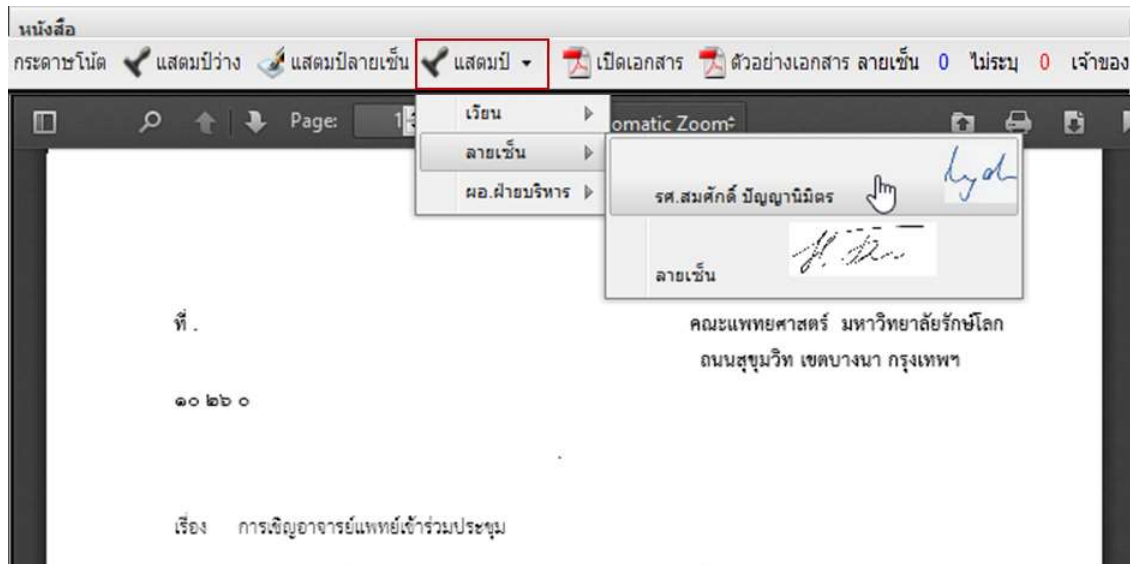 หนังสือ
กระดาษโน้ต แสตมป์ว่าง แสตมป์ลายเซ็น แสตมป์ เปิดเอกสาร ตัวอย่างเอกสาร ลายเซ็น 0 ไม่ระบุ 0 เจ้าของ
Page: 1 omatic Zoom
เวียน
ลายเซ็น
ผอ.ฝ่ายบริหาร
รศ.สมศักดิ์ ปัญญานิมิตร
ลายเซ็น
ที่ .
คณะแพทยศาสตร์ มหาวิทยาลัยรักษ์โลก
ถนนสุขุมวิท เขตบางนา กรุงเทพฯ
๑๐ ๒๖ ๐
เรื่อง การเชิญอาจารย์แพทย์เข้าร่วมประชุม